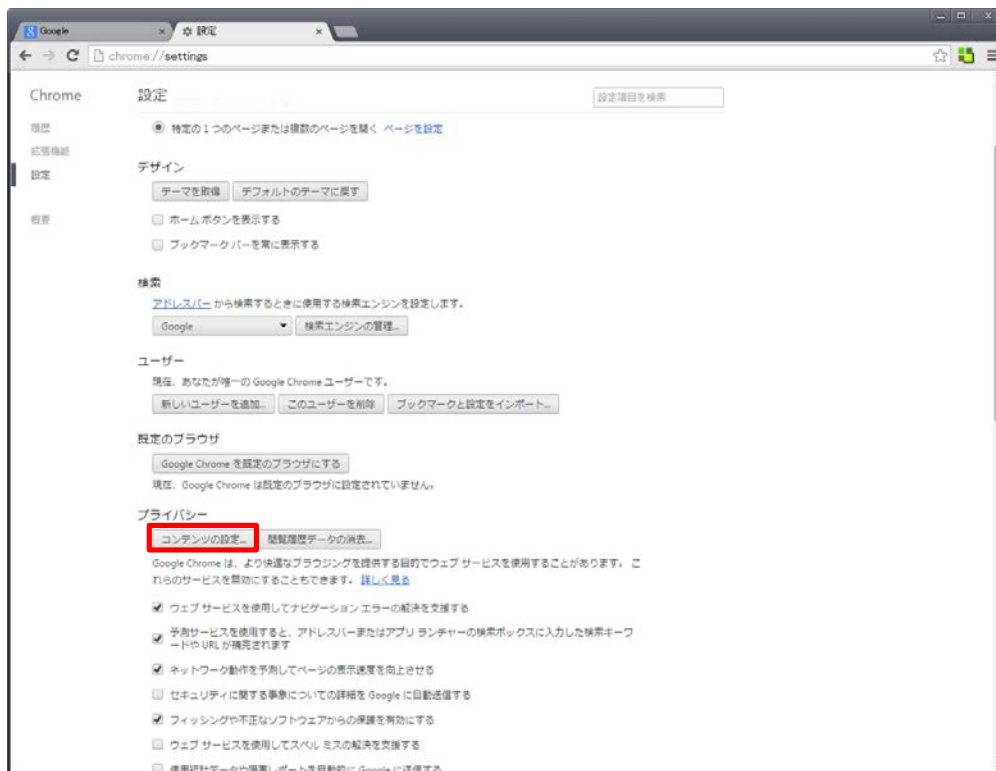 Google
設定
chrome://settings
Chrome
設定
設定項目を検索
履歴
拡張機能
設定
概要
特定の1つのページまたは複数のページを開く ページを設定
デザイン
テーマを取得 デフォルトのテーマに戻す
ホーム ボタンを表示する
ブックマーク バーを常に表示する
検索
アドレスバー から検索するときに使用する検索エンジンを設定します。
Google 検索エンジンの管理...
ユーザー
現在、あなたが唯一の Google Chrome ユーザーです。
新しいユーザーを追加... このユーザーを削除 ブックマークと設定をインポート...
既定のブラウザ
Google Chrome を既定のブラウザにする
現在、Google Chrome は既定のブラウザに設定されていません。
プライバシー
コンテンツの設定... 閲覧履歴データの消去...
Google Chrome は、より快適なブラウジングを提供する目的でウェブ サービスを使用することがあります。こ
れらのサービスを無効にすることもできます。 詳しく見る
ウェブ サービスを使用してナビゲーション エラーの解決を支援する
予測サービスを使用すると、アドレスバーまたはアプリ ランチャーの検索ボックスに入力した検索キーワ
ードや URL が補完されます
ネットワーク動作を予測してページの表示速度を向上させる
セキュリティに関する事象についての詳細を Google に自動送信する
フィッシングや不正なソフトウェアからの保護を有効にする
ウェブ サービスを使用してスペル ミスの解決を支援する
使用統計データや障害レポートを自動的に Google に送信する